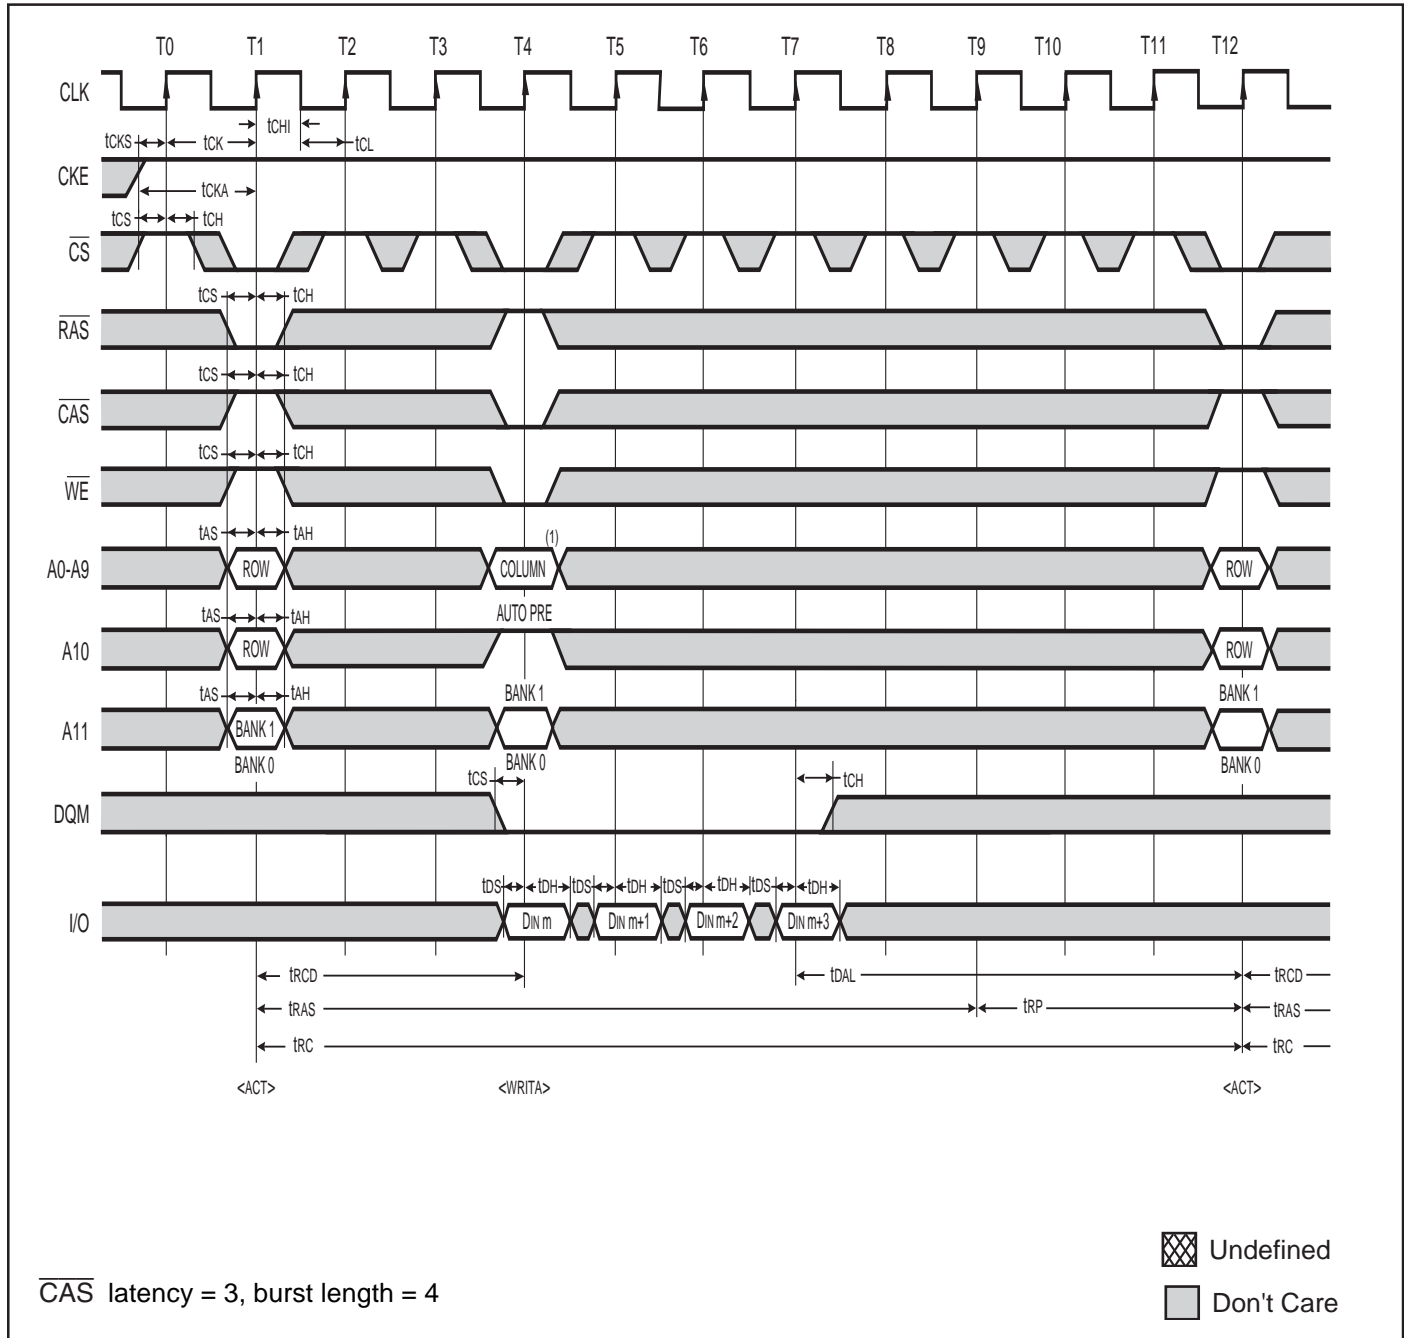 T0 T1 T2 T3 T4 T5 T6 T7 T8 T9 T10 T11 T12
CLK
tCHI
tCKS tCK tCL
CKE
tCKA
tCS tCH
CS
tCS tCH
RAS
tCS tCH
CAS
tCS tCH
WE
tAS tAH (1)
A0-A9 ROW COLUMN ROW
tAS tAH AUTO PRE
A10 ROW ROW
tAS tAH BANK 1 BANK 1
A11 BANK 1
BANK 0 BANK 0 BANK 0
tCS tCH
DQM
tDS tDH tDS tDH tDS tDH tDS tDH
I/O DIN m DIN m+1 DIN m+2 DIN m+3
tRCD tDAL tRCD
tRAS tRP tRAS
tRC tRC
<ACT> <WRITA> <ACT>
Undefined
CAS latency = 3, burst length = 4
Don't Care